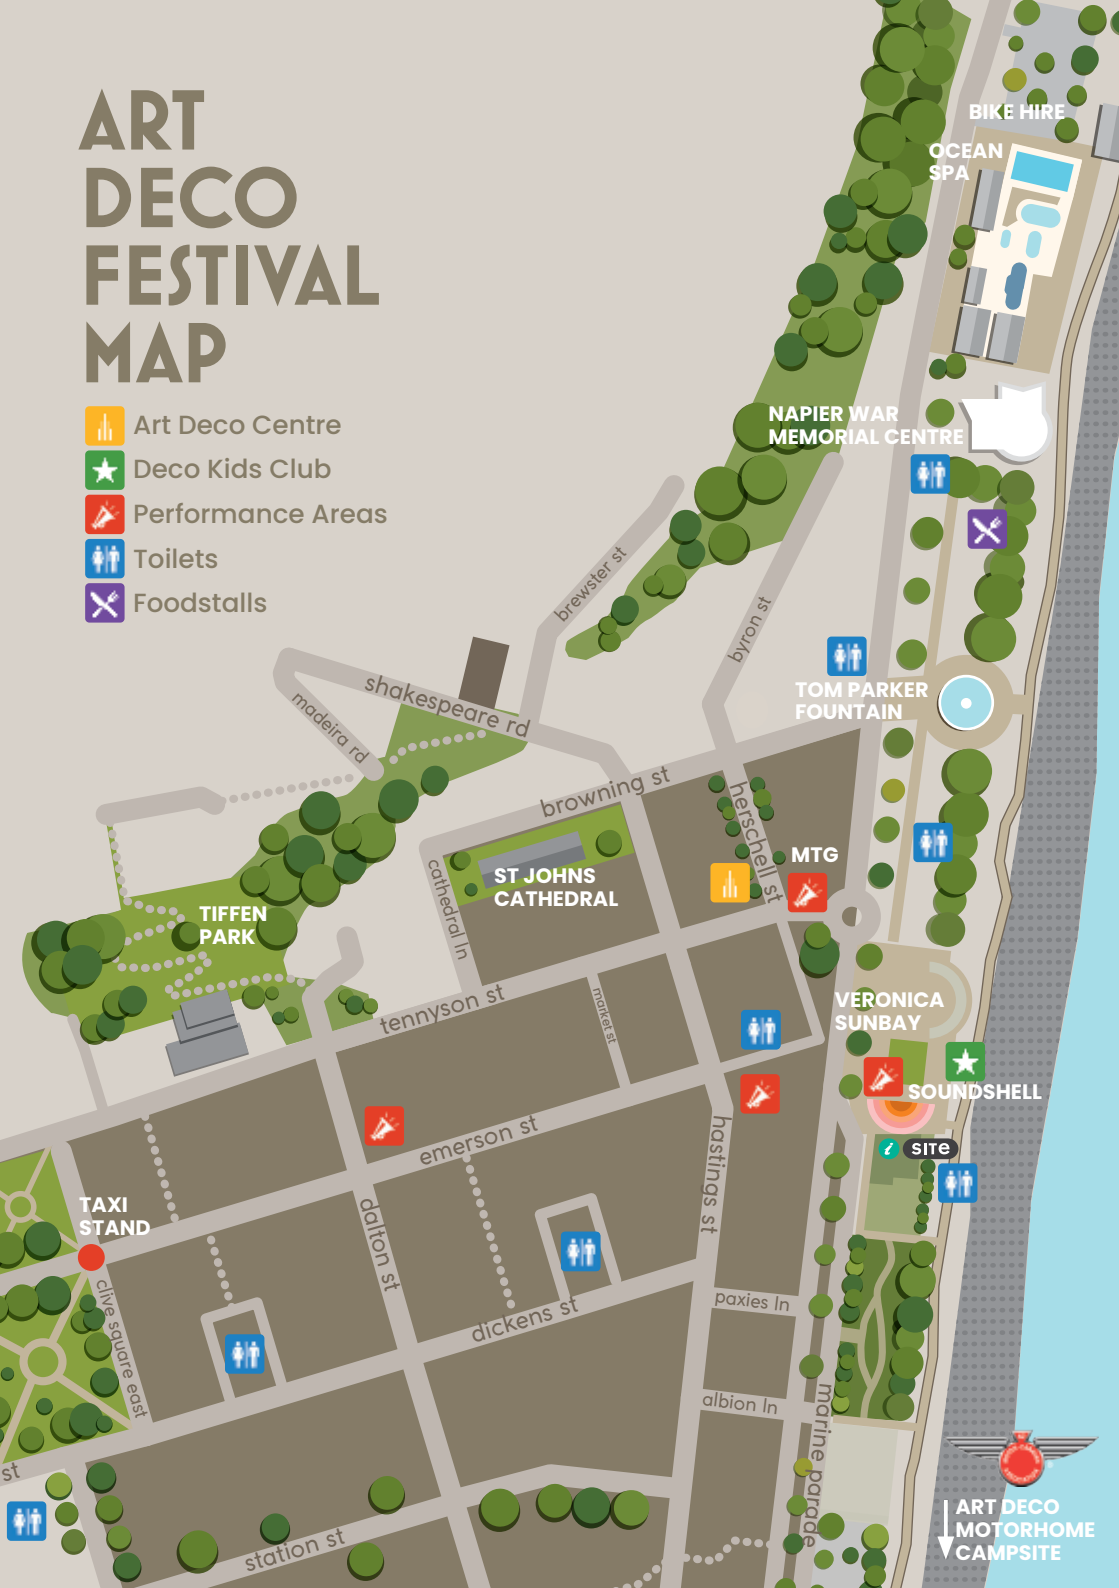 ART
DECO
FESTIVAL
MAP
Art Deco Centre
Deco Kids Club
Performance Areas
Toilets
Foodstalls
BIKE HIRE
OCEAN
SPA
NAPIER WAR
MEMORIAL CENTRE
brewster st
byron st
TOM PARKER
FOUNTAIN
shakespeare rd
madeira rd
browning st
herschell st
MTG
cathedral ln
ST JOHNS
CATHEDRAL
TIFFEN
PARK
tennyson st
market st
VERONICA
SUNBAY
SOUNDSHELL
i SITe
emerson st
hastings st
TAXI
STAND
dalton st
clive square east
dickens st
paxies ln
albion ln
marine parade
st
station st
ART DECO
MOTORHOME
CAMPSITE